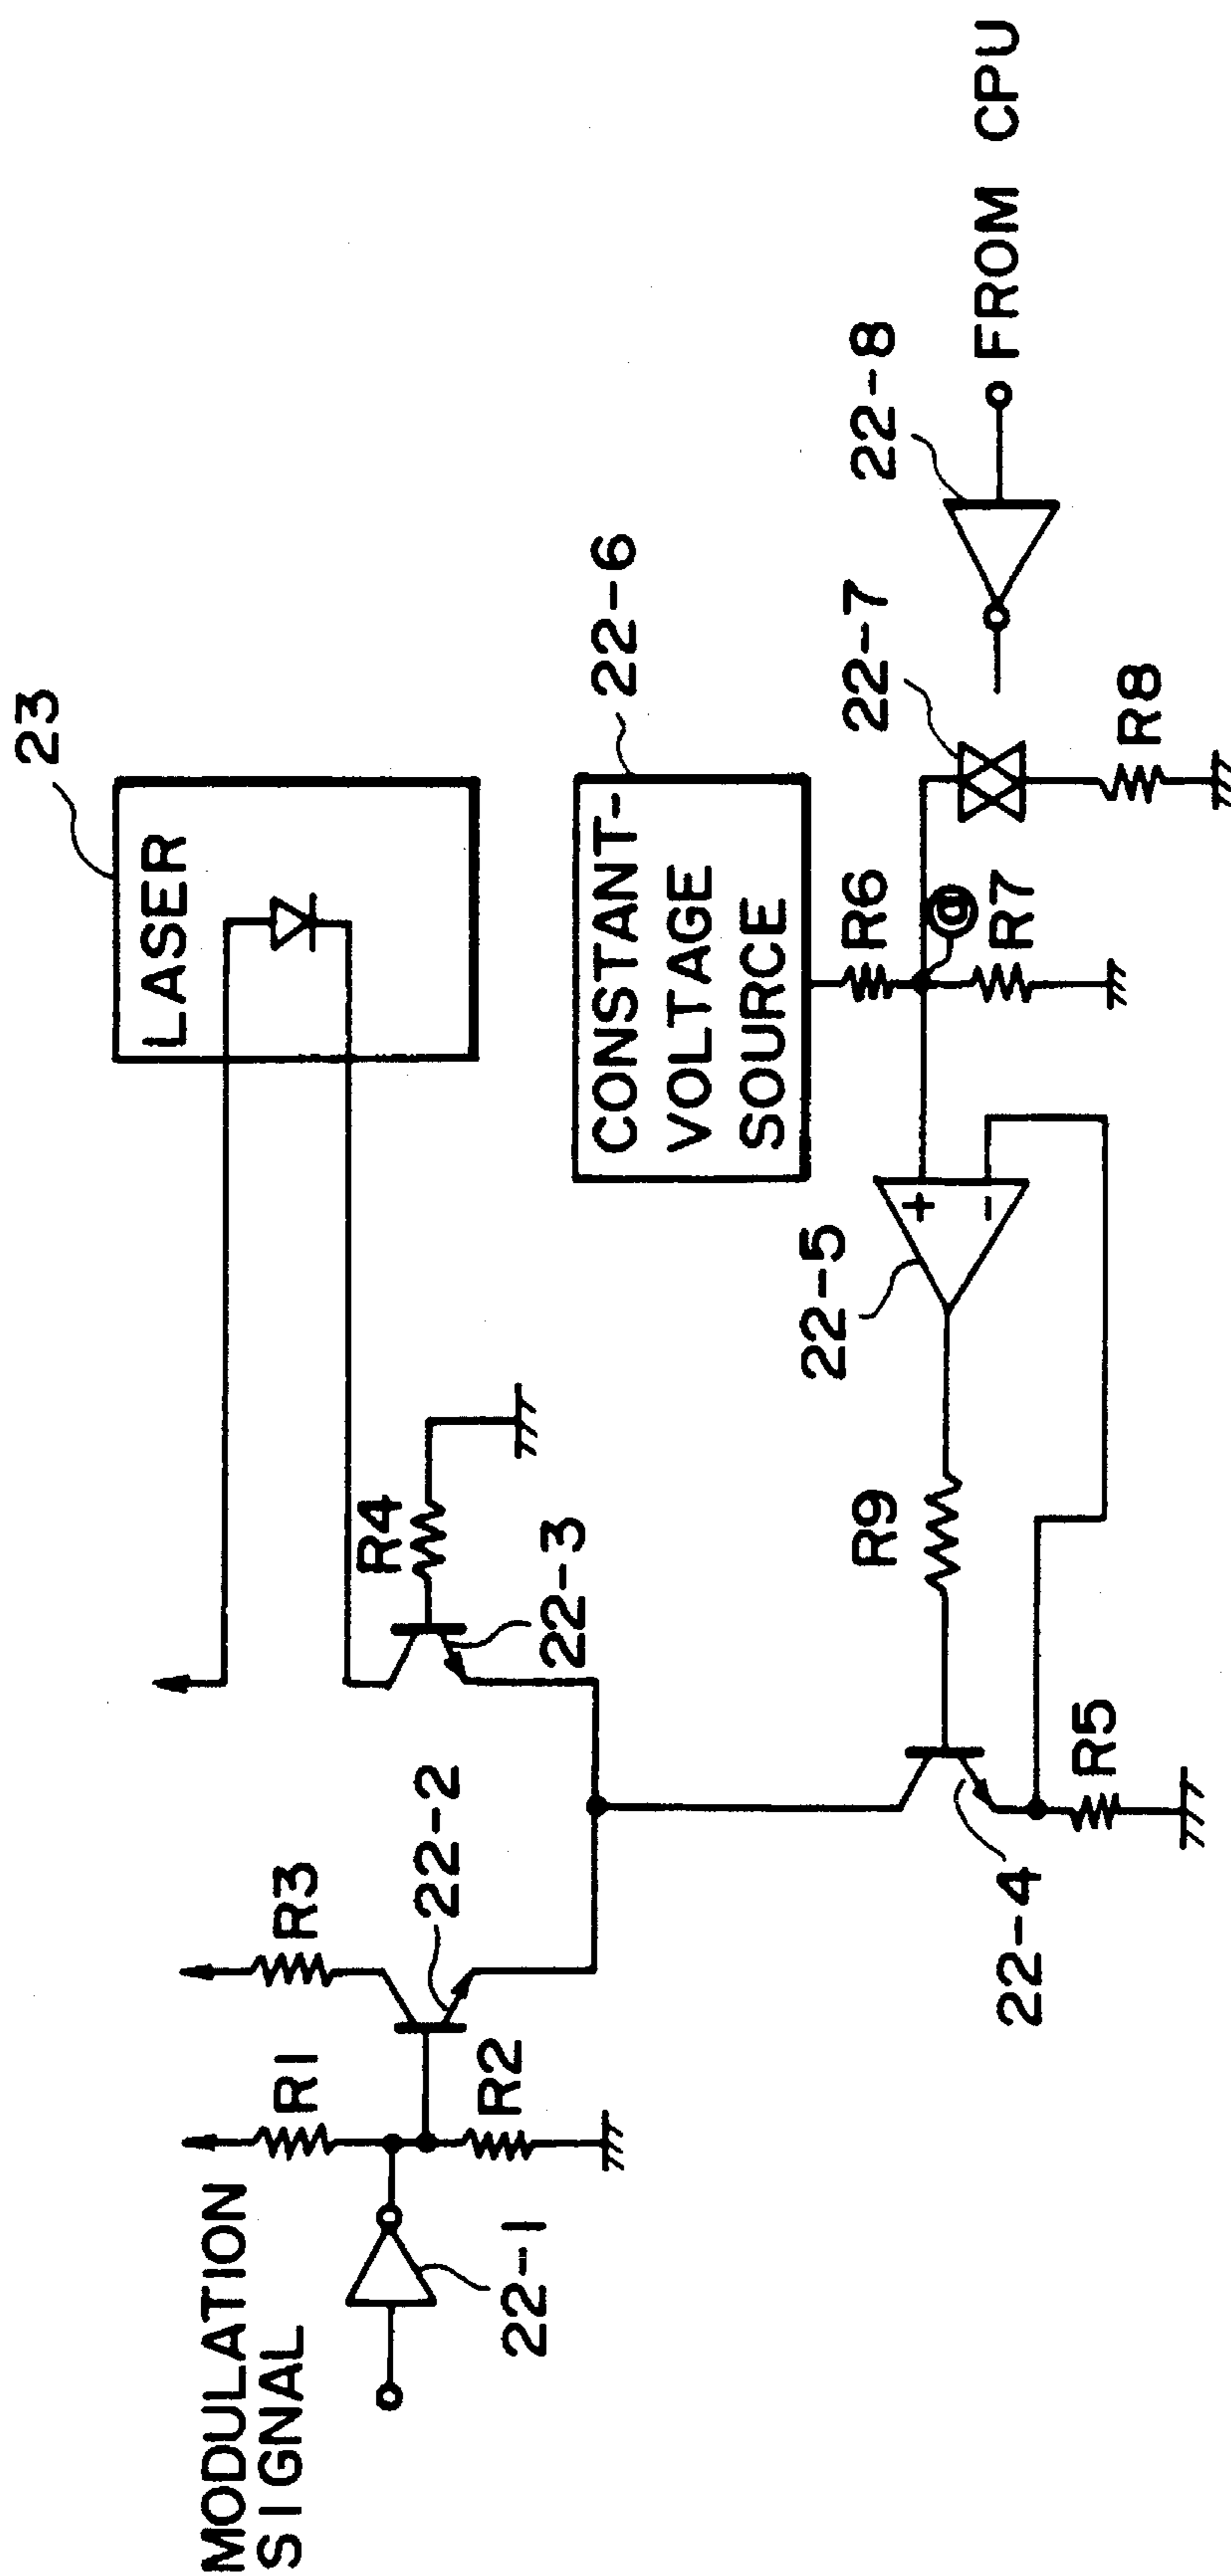 MODULATION
SIGNAL
22-1
R1
R2
R3
22-2
22-3
R4
LASER
23
22-4
R5
R9
22-5
+
-
CONSTANT-
VOLTAGE
SOURCE
22-6
R6
a
R7
22-7
R8
22-8
FROM CPU